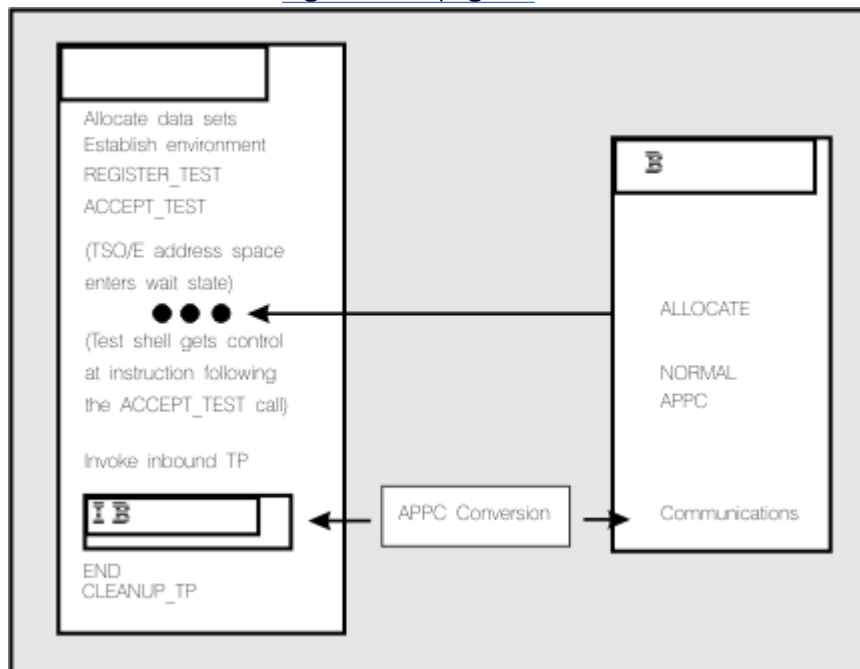 Allocate data sets
Establish environment
REGISTER_TEST
ACCEPT_TEST
(TSO/E address space
enters wait state)
(Test shell gets control
at instruction following
the ACCEPT_TEST call)
Invoke inbound TP
I B
END
CLEANUP_TP
APPC Conversion
B
ALLOCATE
NORMAL
APPC
Communications